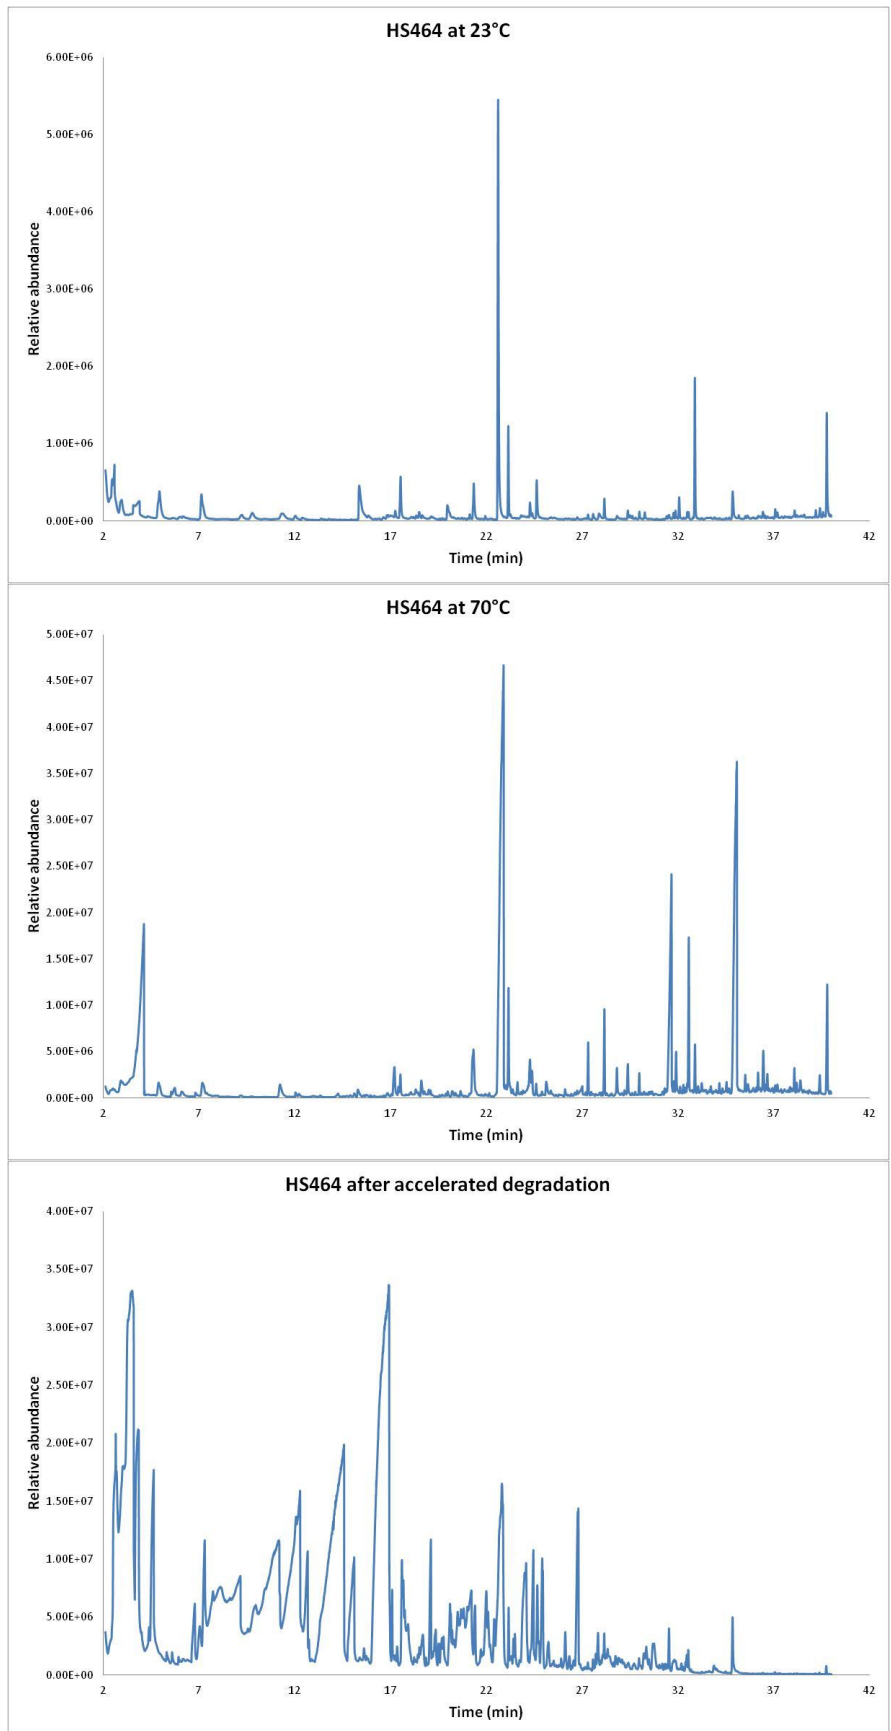 HS464 at 23°C
6.00E+06
5.00E+06
4.00E+06
3.00E+06
2.00E+06
1.00E+06
0.00E+00
Relative abundance
2 7 12 17 22 27 32 37 42
Time (min)
HS464 at 70°C
5.00E+07
4.50E+07
4.00E+07
3.50E+07
3.00E+07
2.50E+07
2.00E+07
1.50E+07
1.00E+07
5.00E+06
0.00E+00
Relative abundance
2 7 12 17 22 27 32 37 42
Time (min)
HS464 after accelerated degradation
4.00E+07
3.50E+07
3.00E+07
2.50E+07
2.00E+07
1.50E+07
1.00E+07
5.00E+06
0.00E+00
Relative abundance
2 7 12 17 22 27 32 37 42
Time (min)